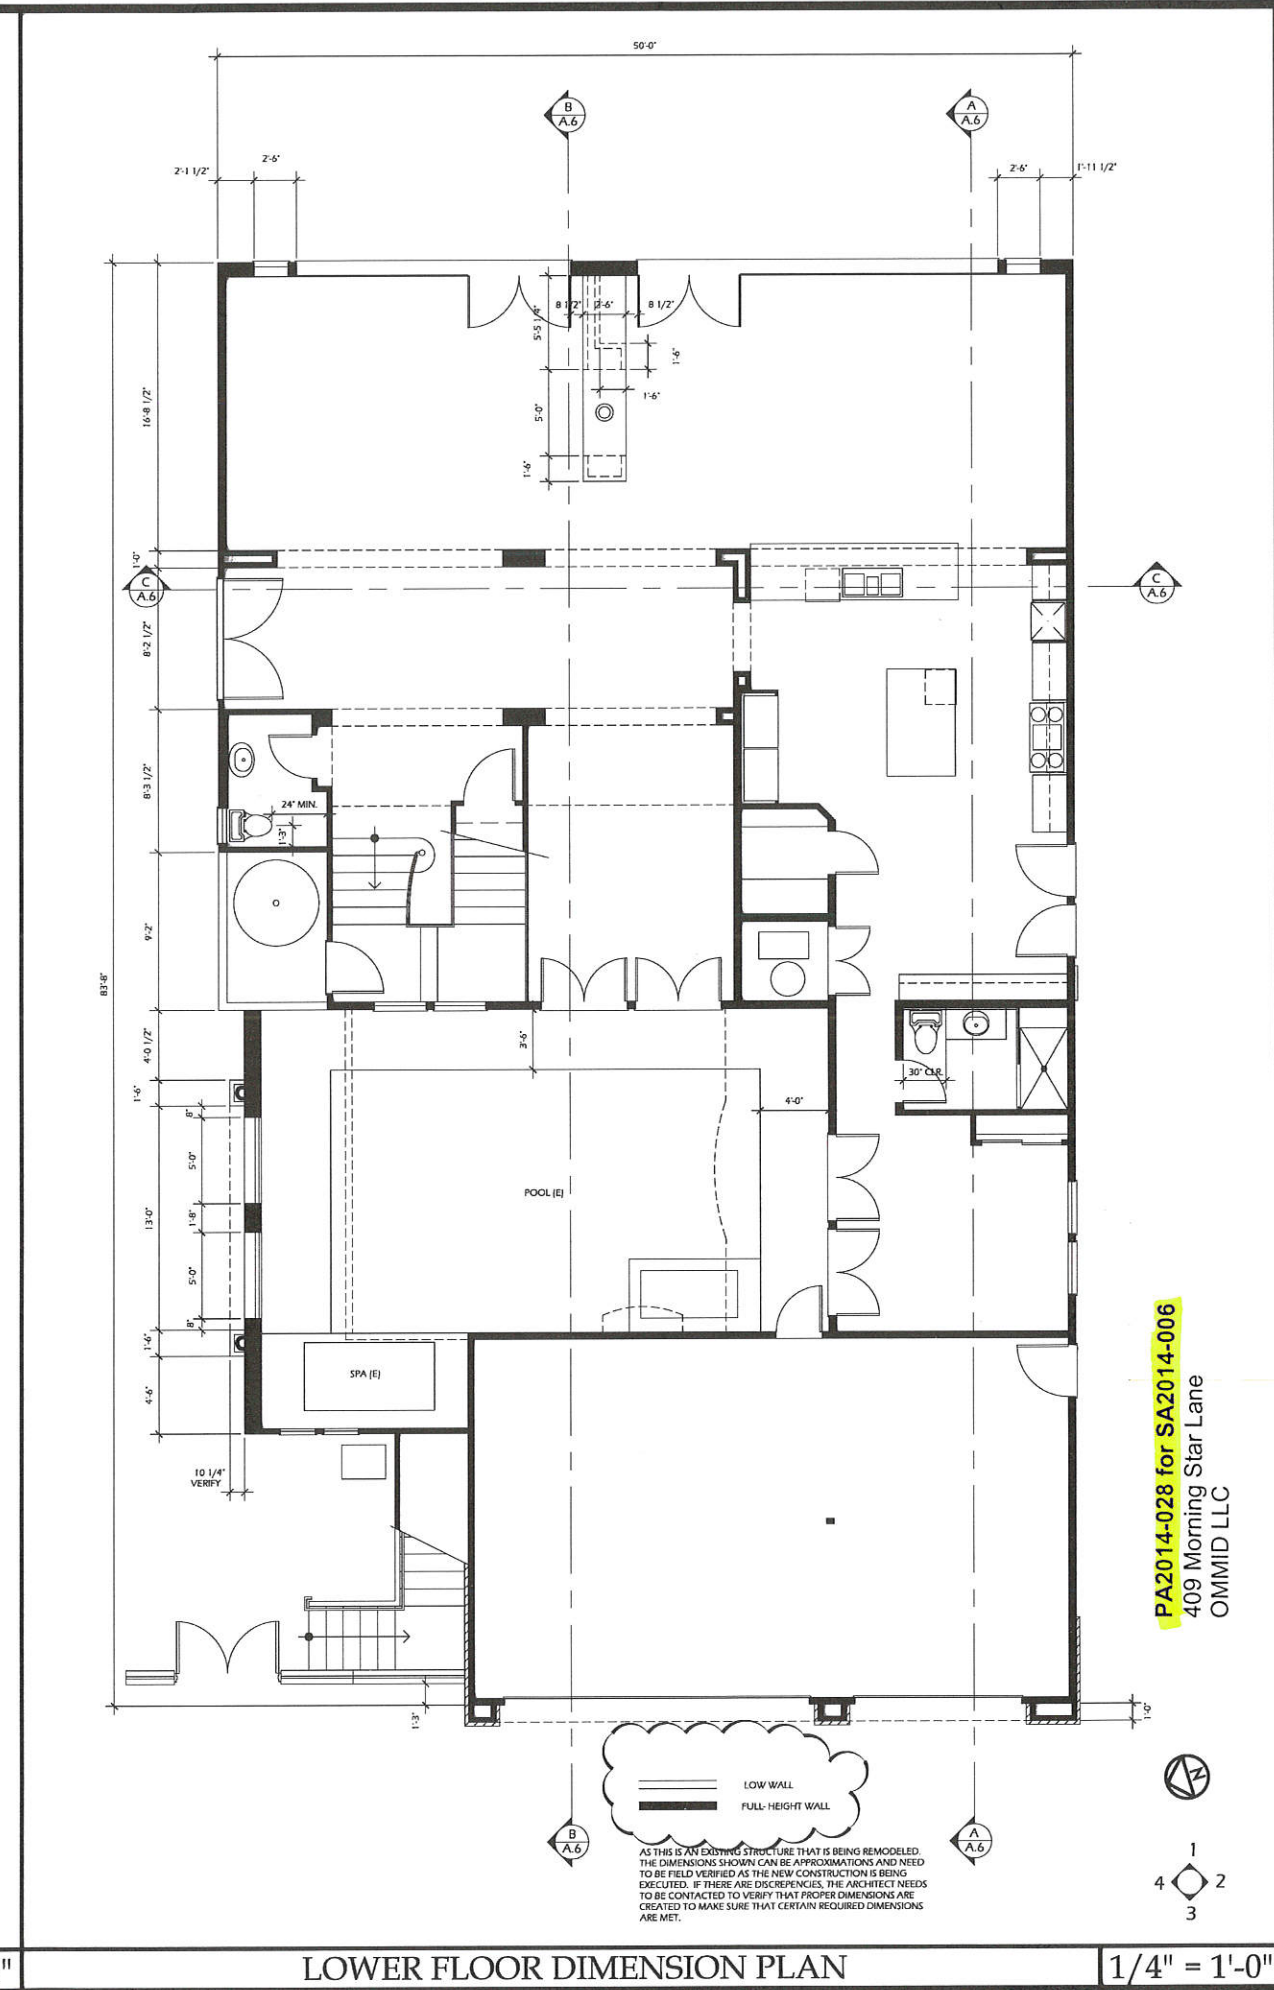 50'-0"
B
A.6
A
A.6
2'-1 1/2"
2'-6"
2'-6"
1'-11 1/2"
8 1/2"
2'-6"
8 1/2"
5'-5 1/4"
1'-6"
1'-6"
5'-0"
1'-6"
16'-8 1/2"
1'-0"
C
A.6
C
A.6
8'-2 1/2"
8'-3 1/2"
24" MIN.
1'-3"
9'-2"
83'-8"
4'-0 1/2"
3'-6"
30" CLR.
1'-6"
8"
4'-0"
5'-0"
POOL (E)
13'-0"
1'-8"
5'-0"
8"
1'-6"
SPA (E)
4'-6"
10 1/4"
VERIFY
PA2014-028 for SA2014-006
409 Morning Star Lane
OMMID LLC
1'-3"
1'-0"
LOW WALL
FULL-HEIGHT WALL
N
B
A.6
A
A.6
AS THIS IS AN EXISTING STRUCTURE THAT IS BEING REMODELED.
THE DIMENSIONS SHOWN CAN BE APPROXIMATIONS AND NEED
TO BE FIELD VERIFIED AS THE NEW CONSTRUCTION IS BEING
EXECUTED. IF THERE ARE DISCREPENCIES, THE ARCHITECT NEEDS
TO BE CONTACTED TO VERIFY THAT PROPER DIMENSIONS ARE
CREATED TO MAKE SURE THAT CERTAIN REQUIRED DIMENSIONS
ARE MET.
1
4
2
3
"
LOWER FLOOR DIMENSION PLAN
1/4" = 1'-0"